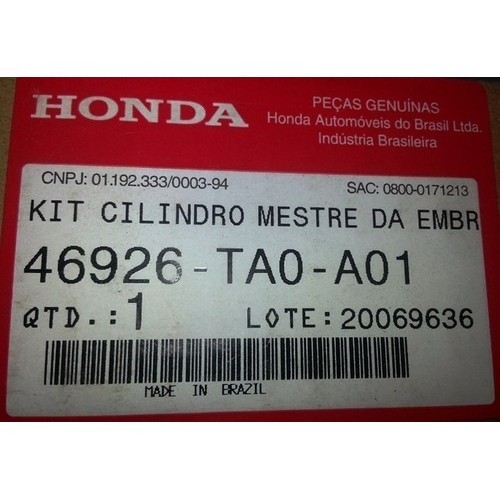 HONDA
PEÇAS GENUÍNAS
Honda Automóveis do Brasil Ltda.
Indústria Brasileira
CNPJ: 01.192.333/0003-94 SAC: 0800-0171213
KIT CILINDRO MESTRE DA EMBR
46926-TA0-A01
QTD.:1 LOTE:20069636
MADE IN BRAZIL